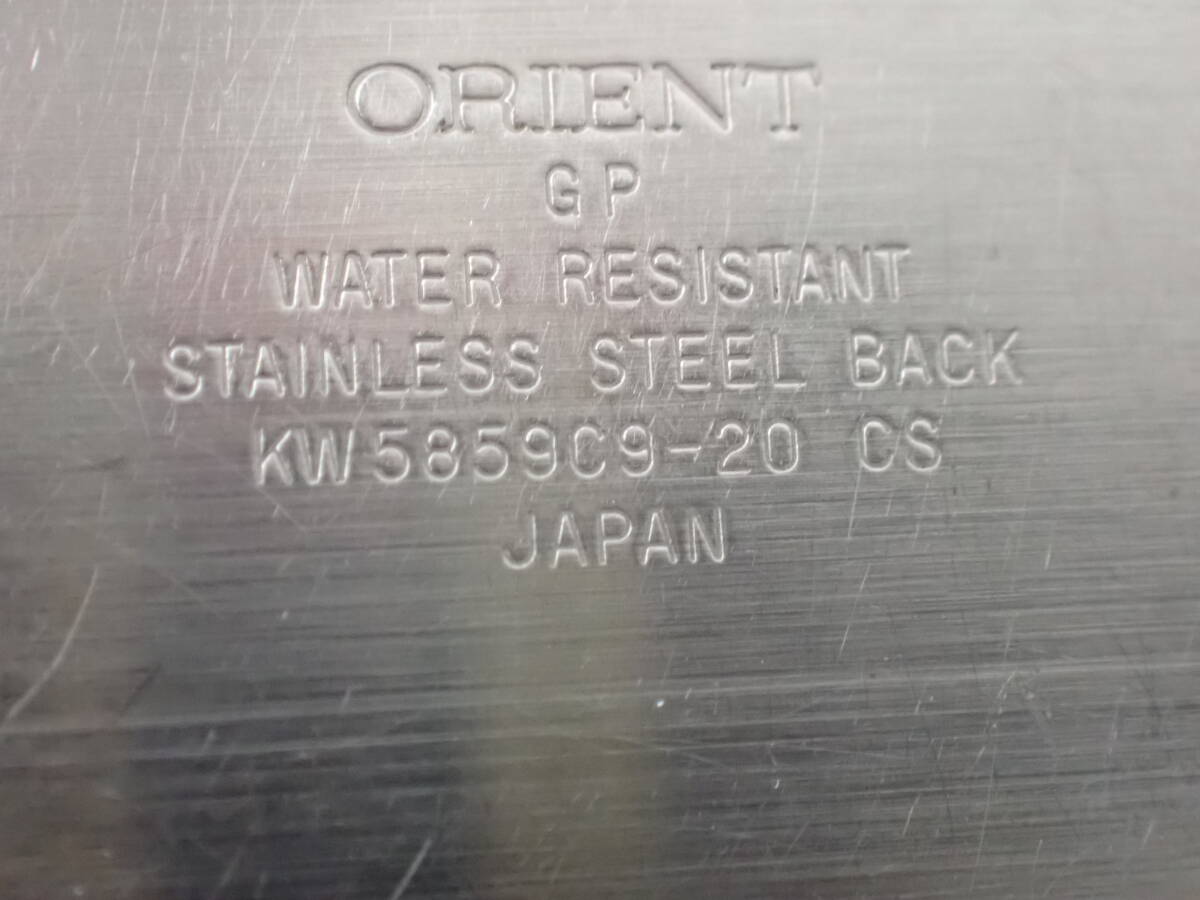 ORIENT
GP
WATER RESISTANT
STAINLESS STEEL BACK
KW5859C9-20 CS
JAPAN